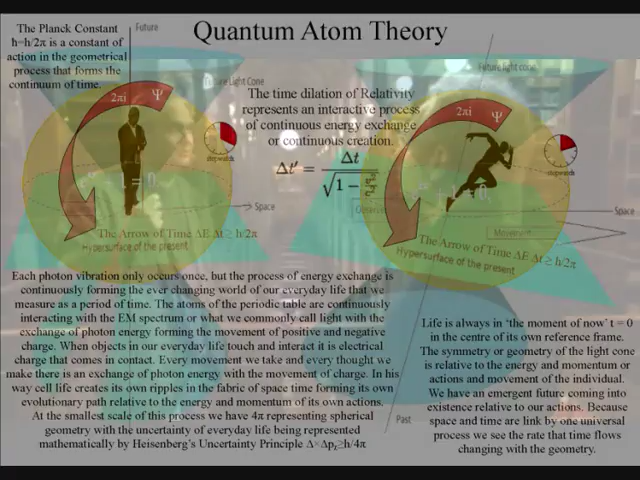 Quantum Atom Theory
The Planck Constant
ħ=h/2π is a constant of
action in the geometrical
process that forms the
continuum of time.
Future
Future Light Cone
The time dilation of Relativity
represents an interactive process
of continuous energy exchange
or continuous creation.
Δt′ = Δt
√1 −
2πi Ψ
stopwatch
Space
The Arrow of Time ΔE Δt ≥ h/2π
Hypersurface of the present
Future light cone
2πi Ψ
stopwatch
Space
The Arrow of Time ΔE Δt ≥ h/2π
Hypersurface of the present
Each photon vibration only occurs once, but the process of energy exchange is
continuously forming the ever changing world of our everyday life that we
measure as a period of time. The atoms of the periodic table are continuously
interacting with the EM spectrum or what we commonly call light with the
exchange of photon energy forming the movement of positive and negative
charge. When objects in our everyday life touch and interact it is electrical
charge that comes in contact. Every movement we take and every thought we
make there is an exchange of photon energy with the movement of charge. In his
way cell life creates its own ripples in the fabric of space time forming its own
evolutionary path relative to the energy and momentum of its own actions.
At the smallest scale of this process we have 4π representing spherical
geometry with the uncertainty of everyday life being represented
mathematically by Heisenberg's Uncertainty Principle Δ×Δpₓ≥h/4π
Past
Life is always in 'the moment of now' t = 0
in the centre of its own reference frame.
The symmetry or geometry of the light cone
is relative to the energy and momentum or
actions and movement of the individual.
We have an emergent future coming into
existence relative to our actions. Because
space and time are link by one universal
process we see the rate that time flows
changing with the geometry.